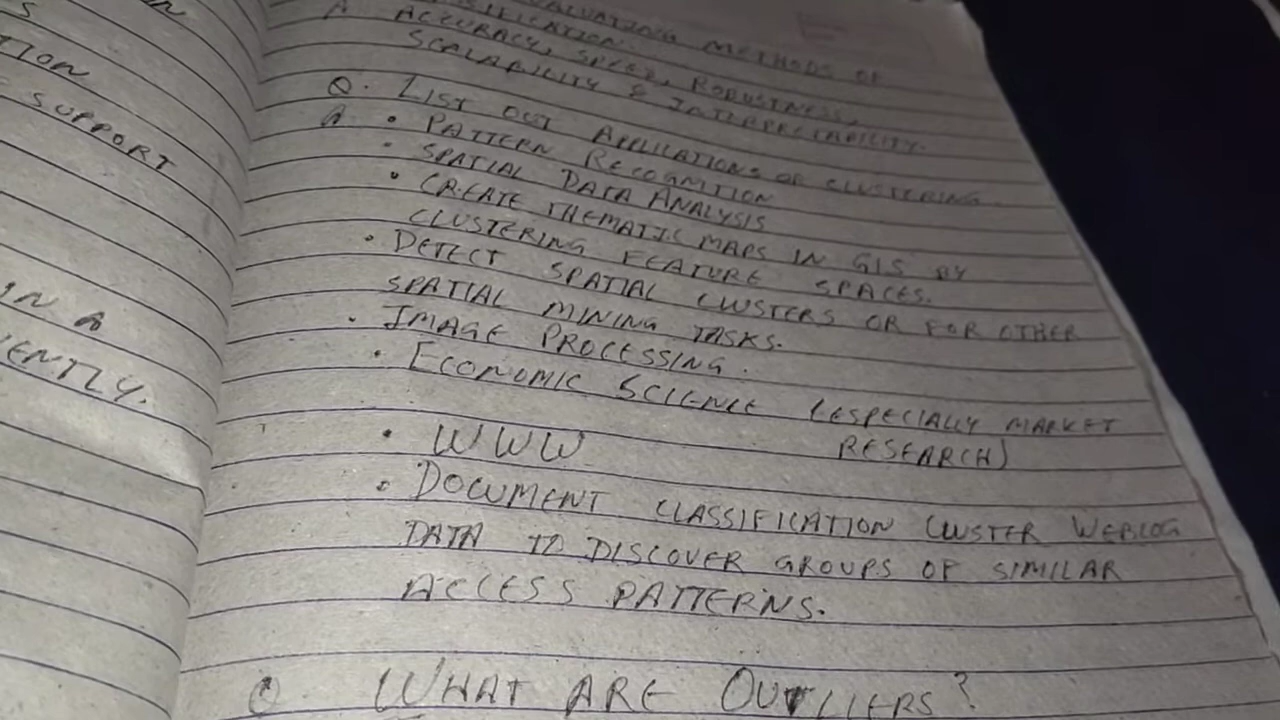 S
TION
SUPPORT
IN A
ENTLY.
EVALUATING METHODS OF
SIFICATION.
A ACCURACY, SPEED, ROBUSTNESS,
SCALABILITY & INTERPRETABILITY.
Q. LIST OUT APPLICATIONS OF CLUSTERING.
A • PATTERN RECOGNITION
• SPATIAL DATA ANALYSIS
• CREATE THEMATIC MAPS IN GIS BY
CLUSTERING FEATURE SPACES.
• DETECT SPATIAL CLUSTERS OR FOR OTHER
SPATIAL MINING TASKS.
• IMAGE PROCESSING.
• ECONOMIC SCIENCE (ESPECIALLY MARKET
RESEARCH)
• WWW
• DOCUMENT CLASSIFICATION CLUSTER WEBLOG
DATA TO DISCOVER GROUPS OF SIMILAR
ACCESS PATTERNS.
Q WHAT ARE OUTLIERS?